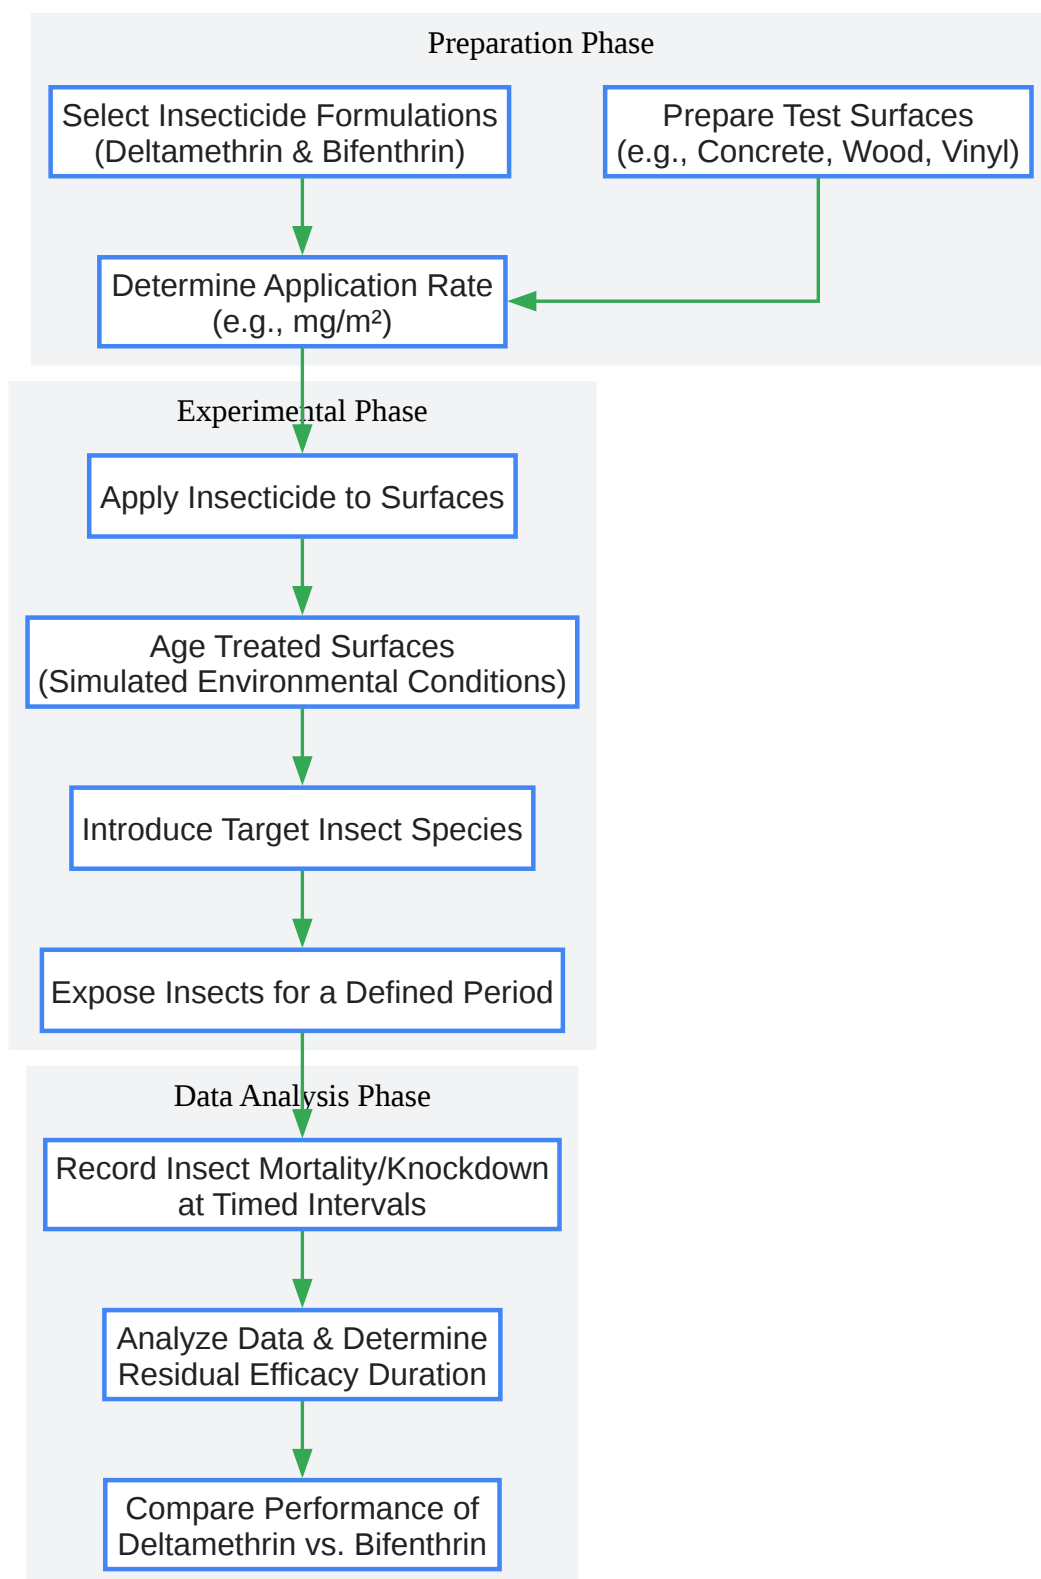 Preparation Phase
Select Insecticide Formulations
(Deltamethrin & Bifenthrin)
Prepare Test Surfaces
(e.g., Concrete, Wood, Vinyl)
Determine Application Rate
(e.g., mg/m²)
Experimental Phase
Apply Insecticide to Surfaces
Age Treated Surfaces
(Simulated Environmental Conditions)
Introduce Target Insect Species
Expose Insects for a Defined Period
Data Analysis Phase
Record Insect Mortality/Knockdown
at Timed Intervals
Analyze Data & Determine
Residual Efficacy Duration
Compare Performance of
Deltamethrin vs. Bifenthrin